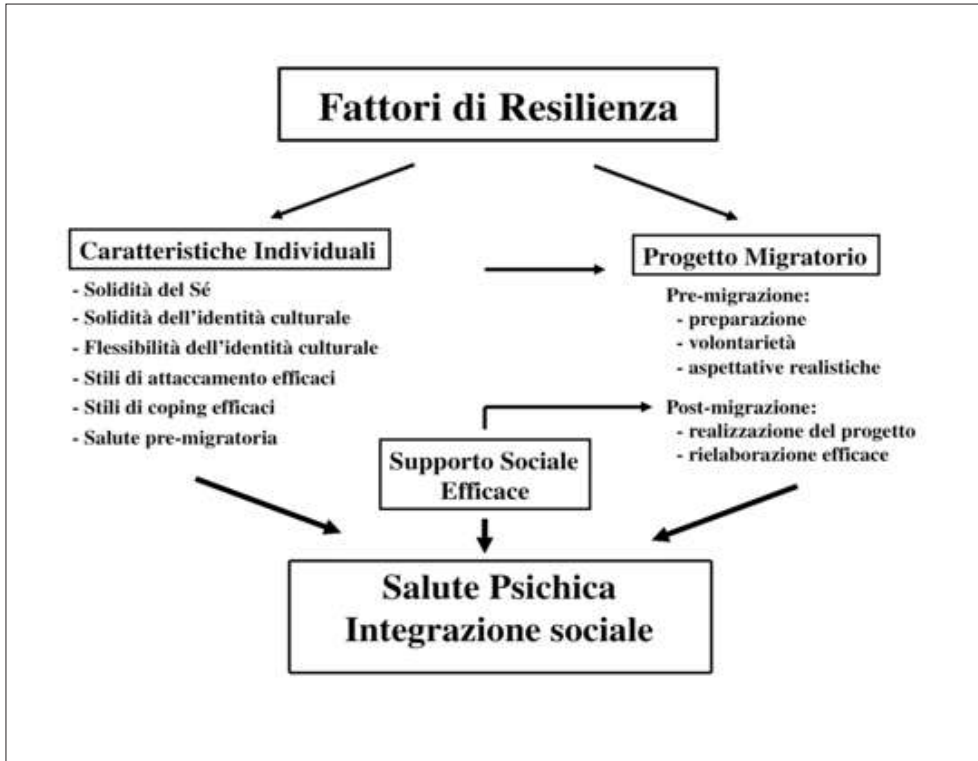 Fattori di Resilienza
Caratteristiche Individuali
- Solidità del Sé
- Solidità dell'identità culturale
- Flessibilità dell'identità culturale
- Stili di attaccamento efficaci
- Stili di coping efficaci
- Salute pre-migratoria
Progetto Migratorio
Pre-migrazione:
- preparazione
- volontarietà
- aspettative realistiche
Post-migrazione:
- realizzazione del progetto
- rielaborazione efficace
Supporto Sociale
Efficace
Salute Psichica
Integrazione sociale